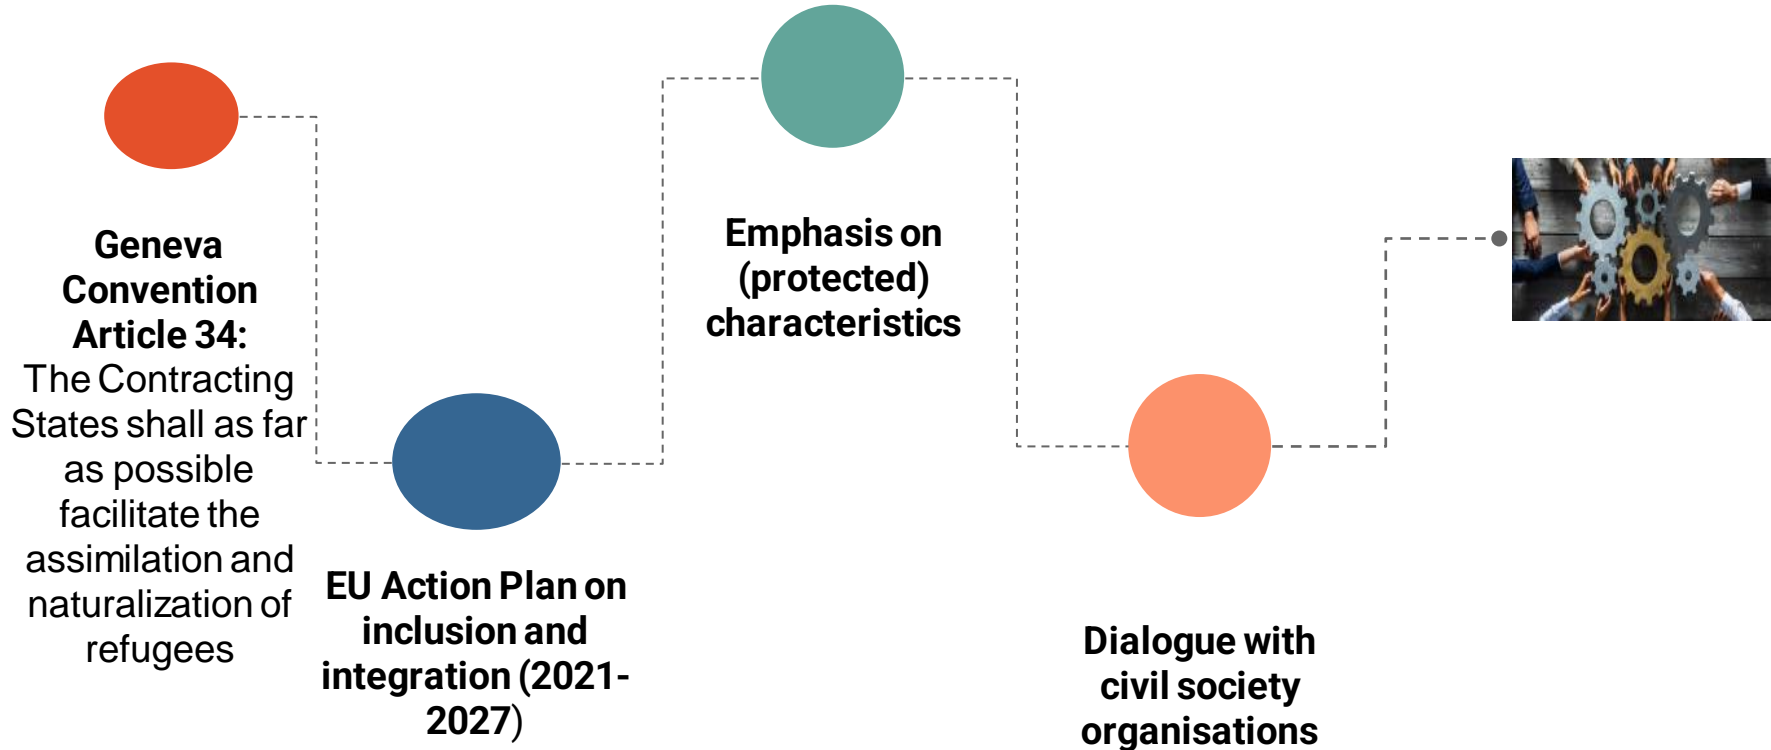 Geneva
Convention
Article 34:
The Contracting
States shall as far
as possible
facilitate the
assimilation and
naturalization of
refugees
EU Action Plan on
inclusion and
integration (2021-
2027)
Emphasis on
(protected)
characteristics
Dialogue with
civil society
organisations